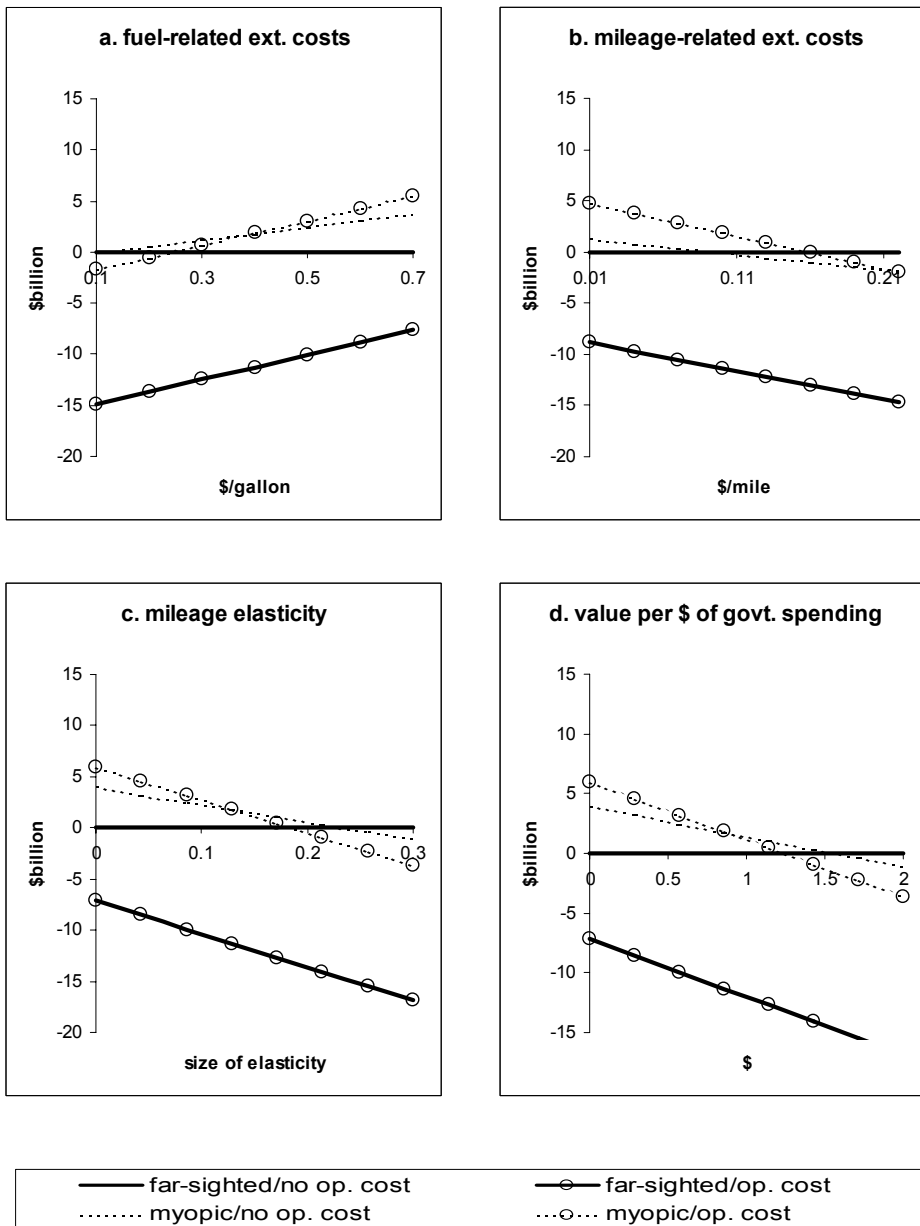 a. fuel-related ext. costs
15
10
5
0
-5
-10
-15
-20
0.1 0.3 0.5 0.7
$billion
$/gallon
b. mileage-related ext. costs
15
10
5
0
-5
-10
-15
-20
0.01 0.11 0.21
$billion
$/mile
c. mileage elasticity
15
10
5
0
-5
-10
-15
-20
0 0.1 0.2 0.3
$billion
size of elasticity
d. value per $ of govt. spending
15
10
5
0
-5
-10
-15
0 0.5 1 1.5 2
$billion
$
far-sighted/no op. cost far-sighted/op. cost
myopic/no op. cost myopic/op. cost